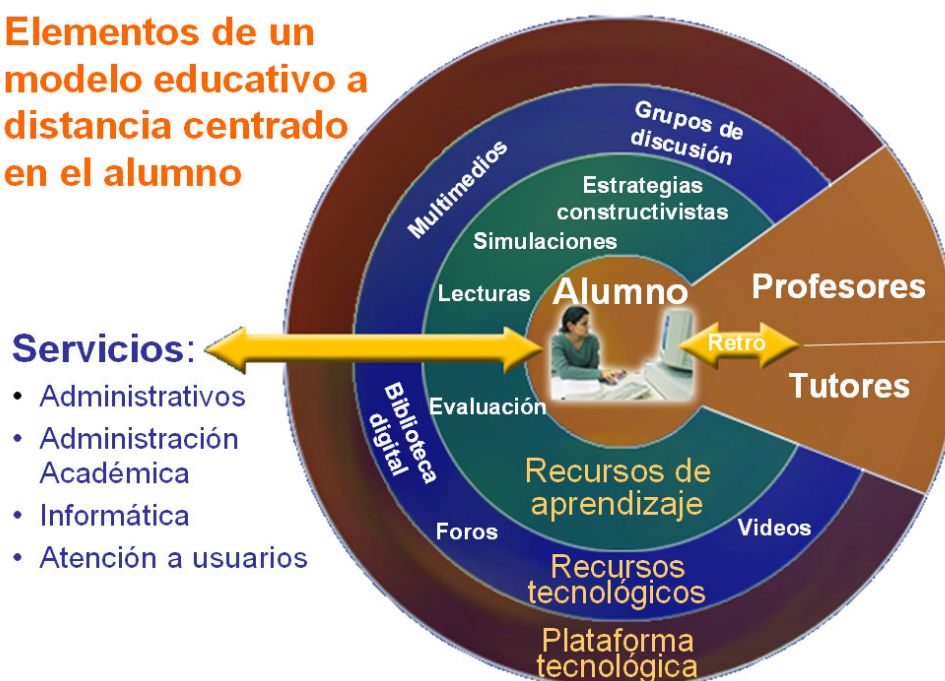 Elementos de un
modelo educativo a
distancia centrado
en el alumno
Grupos de
discusión
Multimedios
Estrategias
constructivistas
Simulaciones
Lecturas
Alumno
Profesores
Retro
Tutores
Servicios:
• Administrativos
• Administración
Académica
• Informática
• Atención a usuarios
Biblioteca
digital
Evaluación
Recursos de
aprendizaje
Foros
Videos
Recursos
tecnológicos
Plataforma
tecnológica